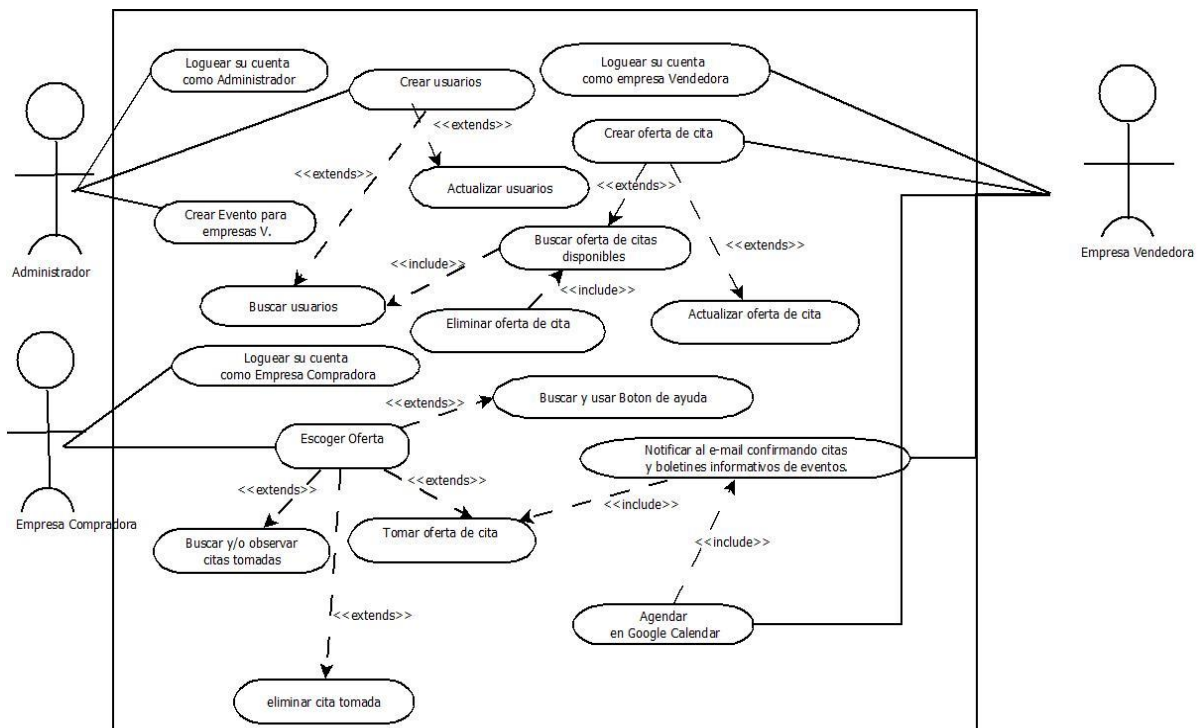 Loguear su cuenta
como Administrador
Crear usuarios
Loguear su cuenta
como empresa Vendedora
<<extends>>
Crear oferta de cita
<<extends>>
Actualizar usuarios
<<extends>>
Crear Evento para
empresas V.
Buscar oferta de citas
disponibles
<<extends>>
Administrador
Empresa Vendedora
<<include>>
<<include>>
Buscar usuarios
Eliminar oferta de cita
Actualizar oferta de cita
Loguear su cuenta
como Empresa Compradora
<<extends>>
Buscar y usar Boton de ayuda
Escoger Oferta
Notificar al e-mail confirmando citas
y boletines informativos de eventos.
<<extends>>
<<extends>>
<<include>>
Empresa Compradora
Buscar y/o observar
citas tomadas
Tomar oferta de cita
<<include>>
<<extends>>
Agendar
en Google Calendar
eliminar cita tomada